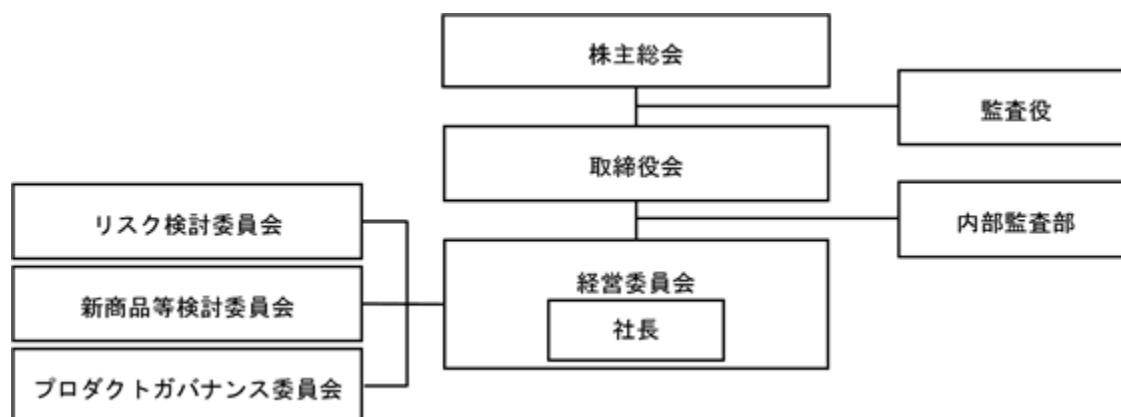 株主総会
監査役
取締役会
リスク検討委員会
内部監査部
新商品等検討委員会
経営委員会
社長
プロダクトガバナンス委員会